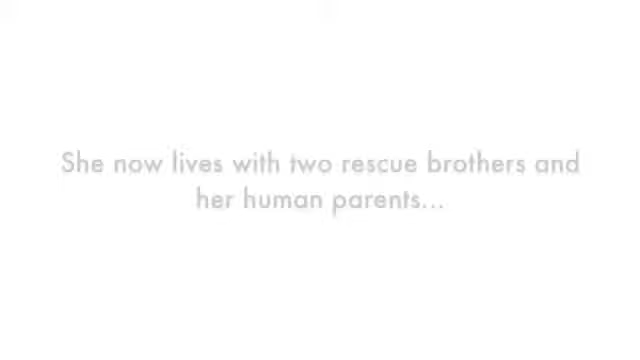 She now lives with two rescue brothers and
her human parents...